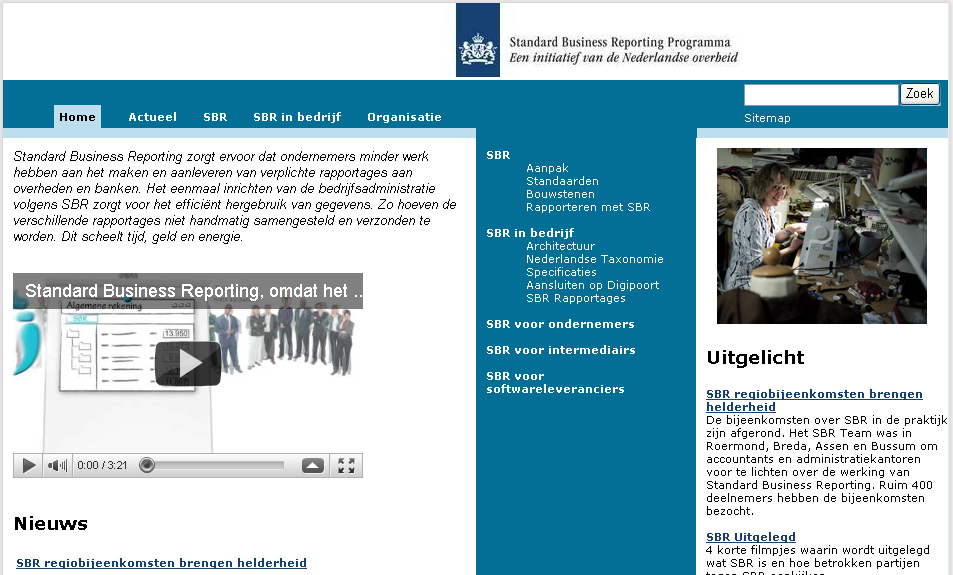 Standard Business Reporting Programma
Een initiatief van de Nederlandse overheid
Zoek
Sitemap
Home
Actueel
SBR
SBR in bedrijf
Organisatie
Standard Business Reporting zorgt ervoor dat ondernemers minder werk
hebben aan het maken en aanleveren van verplichte rapportages aan
overheden en banken. Het eenmaal inrichten van de bedrijfsadministratie
volgens SBR zorgt voor het efficiënt hergebruik van gegevens. Zo hoeven de
verschillende rapportages niet handmatig samengesteld en verzonden te
worden. Dit scheelt tijd, geld en energie.
Standard Business Reporting, omdat het ...
Algemene rekening
SBR
13.950
0:00 / 3:21
Nieuws
SBR regiobijeenkomsten brengen helderheid
SBR
Aanpak
Standaarden
Bouwstenen
Rapporteren met SBR
SBR in bedrijf
Architectuur
Nederlandse Taxonomie
Specificaties
Aansluiten op Digipoort
SBR Rapportages
SBR voor ondernemers
SBR voor intermediairs
SBR voor
softwareleveranciers
Uitgelicht
SBR regiobijeenkomsten brengen
helderheid
De bijeenkomsten over SBR in de praktijk
zijn afgerond. Het SBR Team was in
Roermond, Breda, Assen en Bussum om
accountants en administratiekantoren
voor te lichten over de werking van
Standard Business Reporting. Ruim 400
deelnemers hebben de bijeenkomsten
bezocht.
SBR Uitgelegd
4 korte filmpjes waarin wordt uitgelegd
wat SBR is en hoe betrokken partijen
tegen SBR aankijken